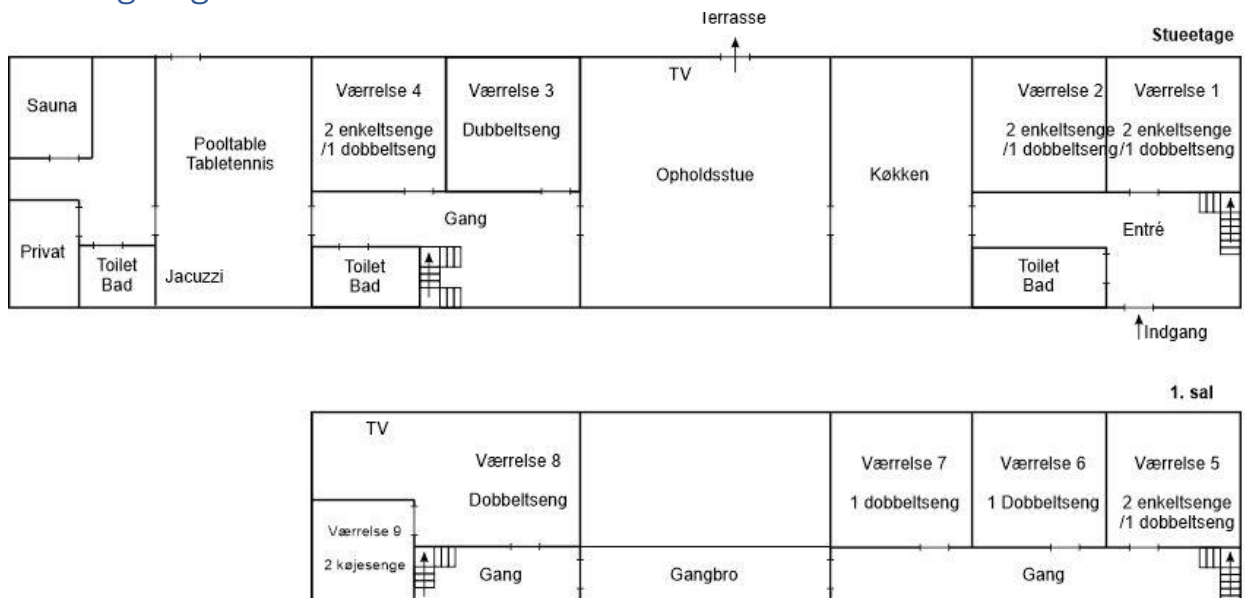 Terrasse
Stueetage
Sauna
Pooltable
Tabletennis
Værrelse 4
2 enkeltsenge
/1 dobbeltseng
Værrelse 3
Dubbeltseng
TV
Opholdsstue
Køkken
Værrelse 2
2 enkeltsenge
/1 dobbeltseng
Værrelse 1
2 enkeltsenge
/1 dobbeltseng
Gang
Entré
Privat
Toilet
Bad
Jacuzzi
Toilet
Bad
Toilet
Bad
Indgang
1. sal
TV
Værrelse 8
Dobbeltseng
Værrelse 7
1 dobbeltseng
Værrelse 6
1 Dobbeltseng
Værrelse 5
2 enkeltsenge
/1 dobbeltseng
Værrelse 9
2 køjesenge
Gang
Gangbro
Gang